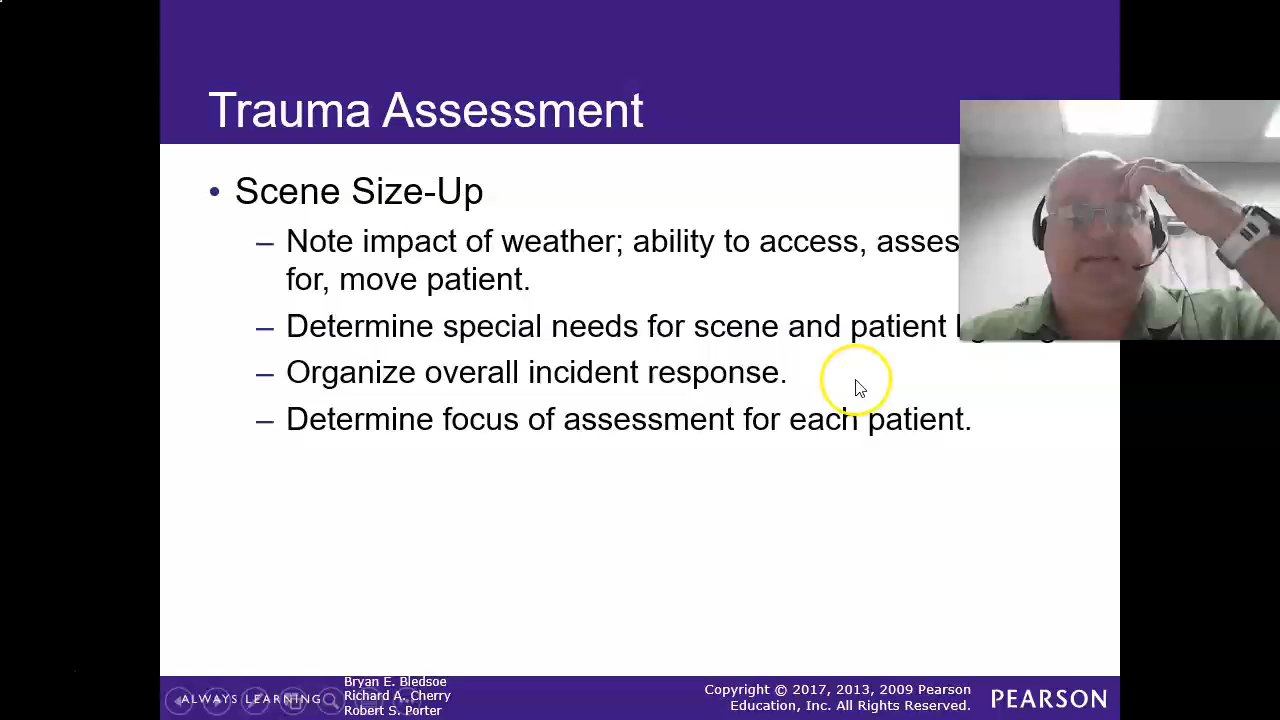 Trauma Assessment
• Scene Size-Up
– Note impact of weather; ability to access, asses
for, move patient.
– Determine special needs for scene and patient
– Organize overall incident response.
– Determine focus of assessment for each patient.
ALWAYS LEARNING
Bryan E. Bledsoe
Richard A. Cherry
Robert S. Porter
Copyright © 2017, 2013, 2009 Pearson
Education, Inc. All Rights Reserved.
PEARSON